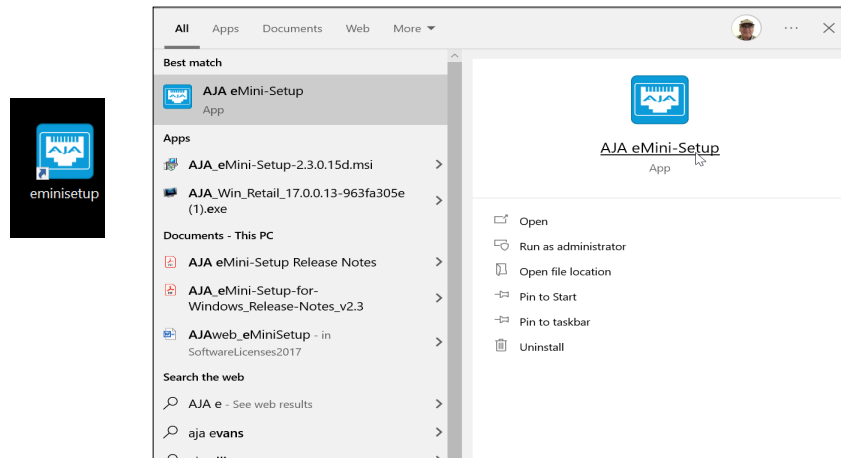 AJA
eminisetup
All Apps Documents Web More
Best match
AJA eMini-Setup
App
Apps
AJA_eMini-Setup-2.3.0.15d.msi
AJA_Win_Retail_17.0.0.13-963fa305e
(1).exe
Documents - This PC
AJA eMini-Setup Release Notes
AJA_eMini-Setup-for-
Windows_Release-Notes_v2.3
AJAweb_eMiniSetup - in
SoftwareLicenses2017
Search the web
AJA e - See web results
aja evans
AJA
AJA eMini-Setup
App
Open
Run as administrator
Open file location
Pin to Start
Pin to taskbar
Uninstall